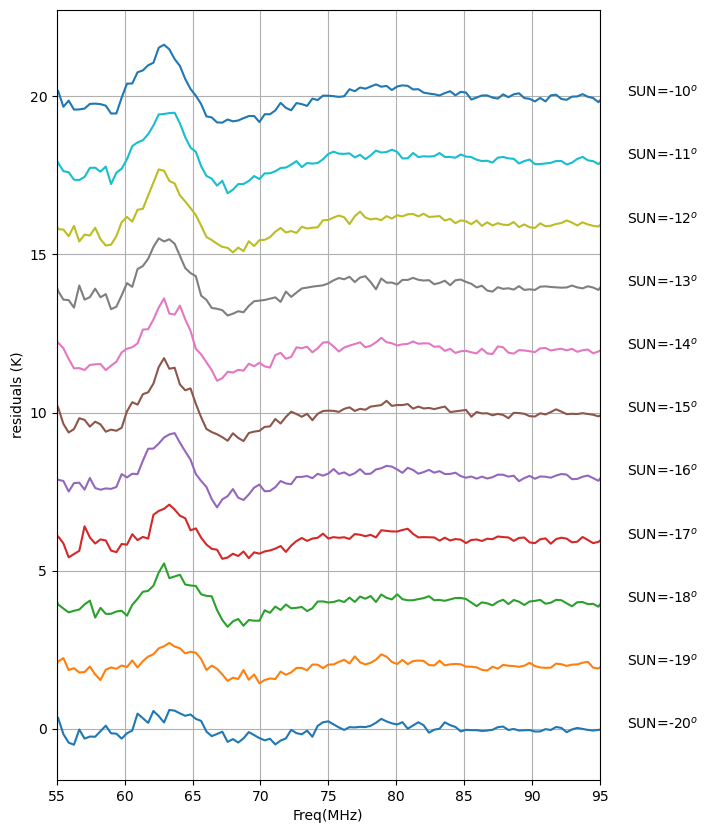 SUN=-10°
20
SUN=-11°
SUN=-12°
15
SUN=-13°
SUN=-14°
SUN=-15°
10
SUN=-16°
SUN=-17°
5
SUN=-18°
SUN=-19°
0
SUN=-20°
residuals (K)
55 60 65 70 75 80 85 90 95
Freq(MHz)